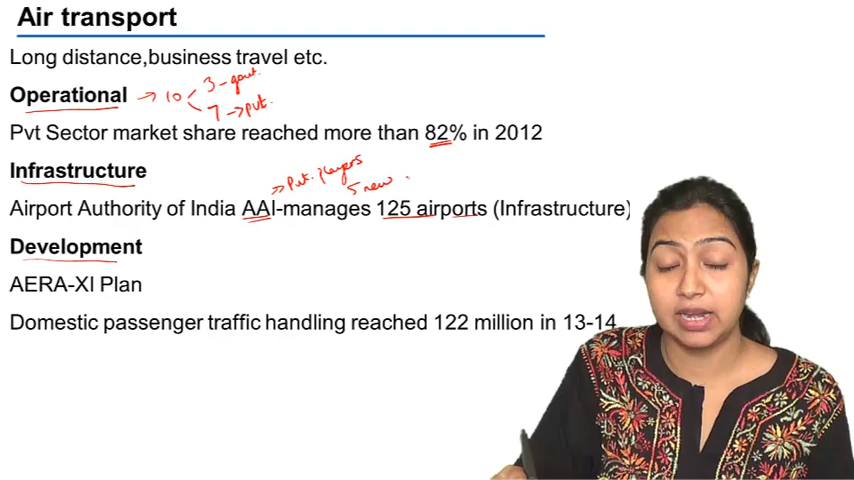 Air transport
Long distance,business travel etc.
3-govt.
Operational → 10
7 → pvt.
Pvt Sector market share reached more than 82% in 2012
Infrastructure
→ Pvt. players
5 new
Airport Authority of India AAI-manages 125 airports (Infrastructure)
Development
AERA-XI Plan
Domestic passenger traffic handling reached 122 million in 13-14